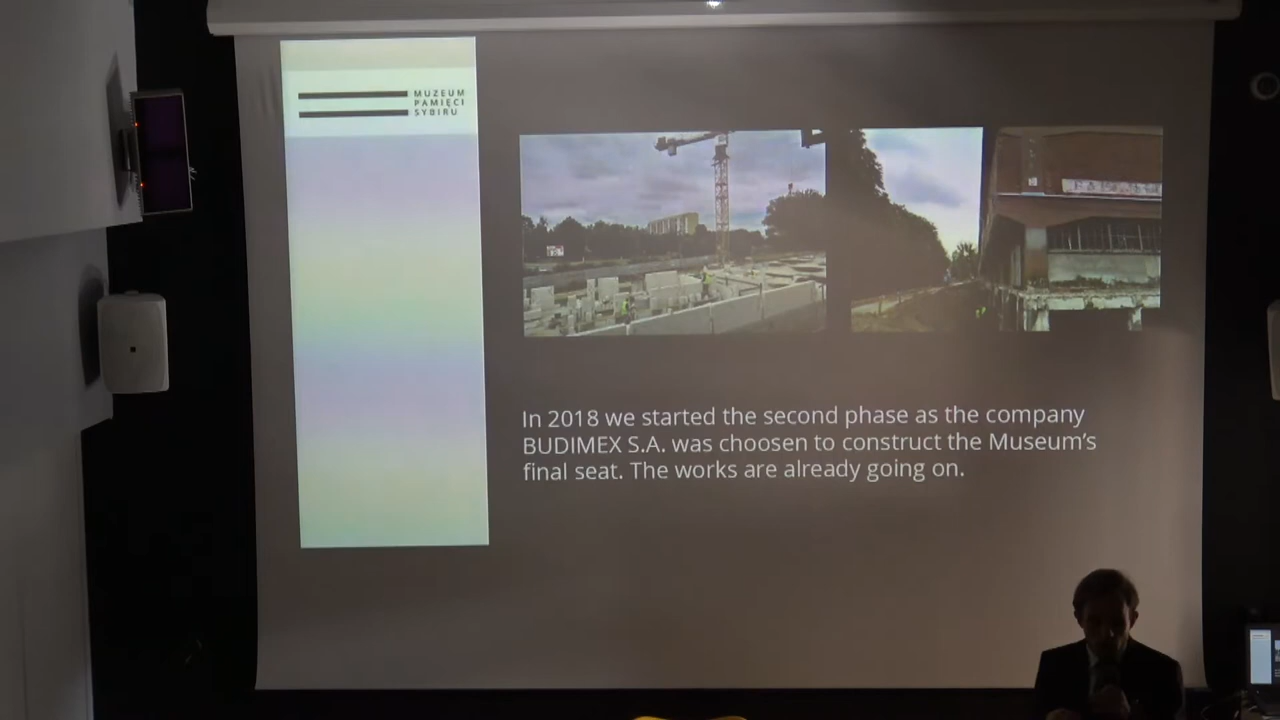 MUZEUM
PAMIĘCI
SYBIRU
In 2018 we started the second phase as the company
BUDIMEX S.A. was choosen to construct the Museum's
final seat. The works are already going on.